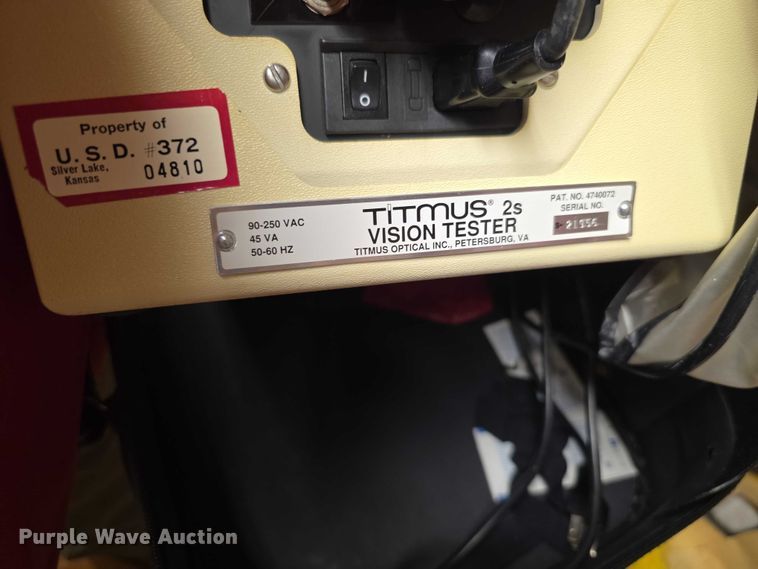 Property of
U. S. D. #372
Silver Lake,
Kansas
04810
90-250 VAC
45 VA
50-60 HZ
TITMUS® 2s
VISION TESTER
TITMUS OPTICAL INC., PETERSBURG, VA
PAT. NO. 4740072
SERIAL NO.
Purple Wave Auction